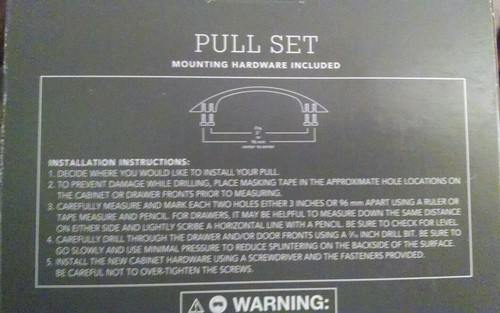 PULL SET
MOUNTING HARDWARE INCLUDED
3"
or
96 mm
center to center
INSTALLATION INSTRUCTIONS:
1. DECIDE WHERE YOU WOULD LIKE TO INSTALL YOUR PULL.
2. TO PREVENT DAMAGE WHILE DRILLING, PLACE MASKING TAPE IN THE APPROXIMATE HOLE LOCATIONS ON
THE CABINET OR DRAWER FRONTS PRIOR TO MEASURING.
3. CAREFULLY MEASURE AND MARK EACH TWO HOLES EITHER 3 INCHES OR 96 mm APART USING A RULER OR
TAPE MEASURE AND PENCIL. FOR DRAWERS, IT MAY BE HELPFUL TO MEASURE DOWN THE SAME DISTANCE
ON EITHER SIDE AND LIGHTLY SCRIBE A HORIZONTAL LINE WITH A PENCIL. BE SURE TO CHECK FOR LEVEL.
4. CAREFULLY DRILL THROUGH THE DRAWER AND/OR DOOR FRONTS USING A INCH DRILL BIT. BE SURE TO
GO SLOWLY AND USE MINIMAL PRESSURE TO REDUCE SPLINTERING ON THE BACKSIDE OF THE SURFACE.
5. INSTALL THE NEW CABINET HARDWARE USING A SCREWDRIVER AND THE FASTENERS PROVIDED.
BE CAREFUL NOT TO OVER-TIGHTEN THE SCREWS.
WARNING: